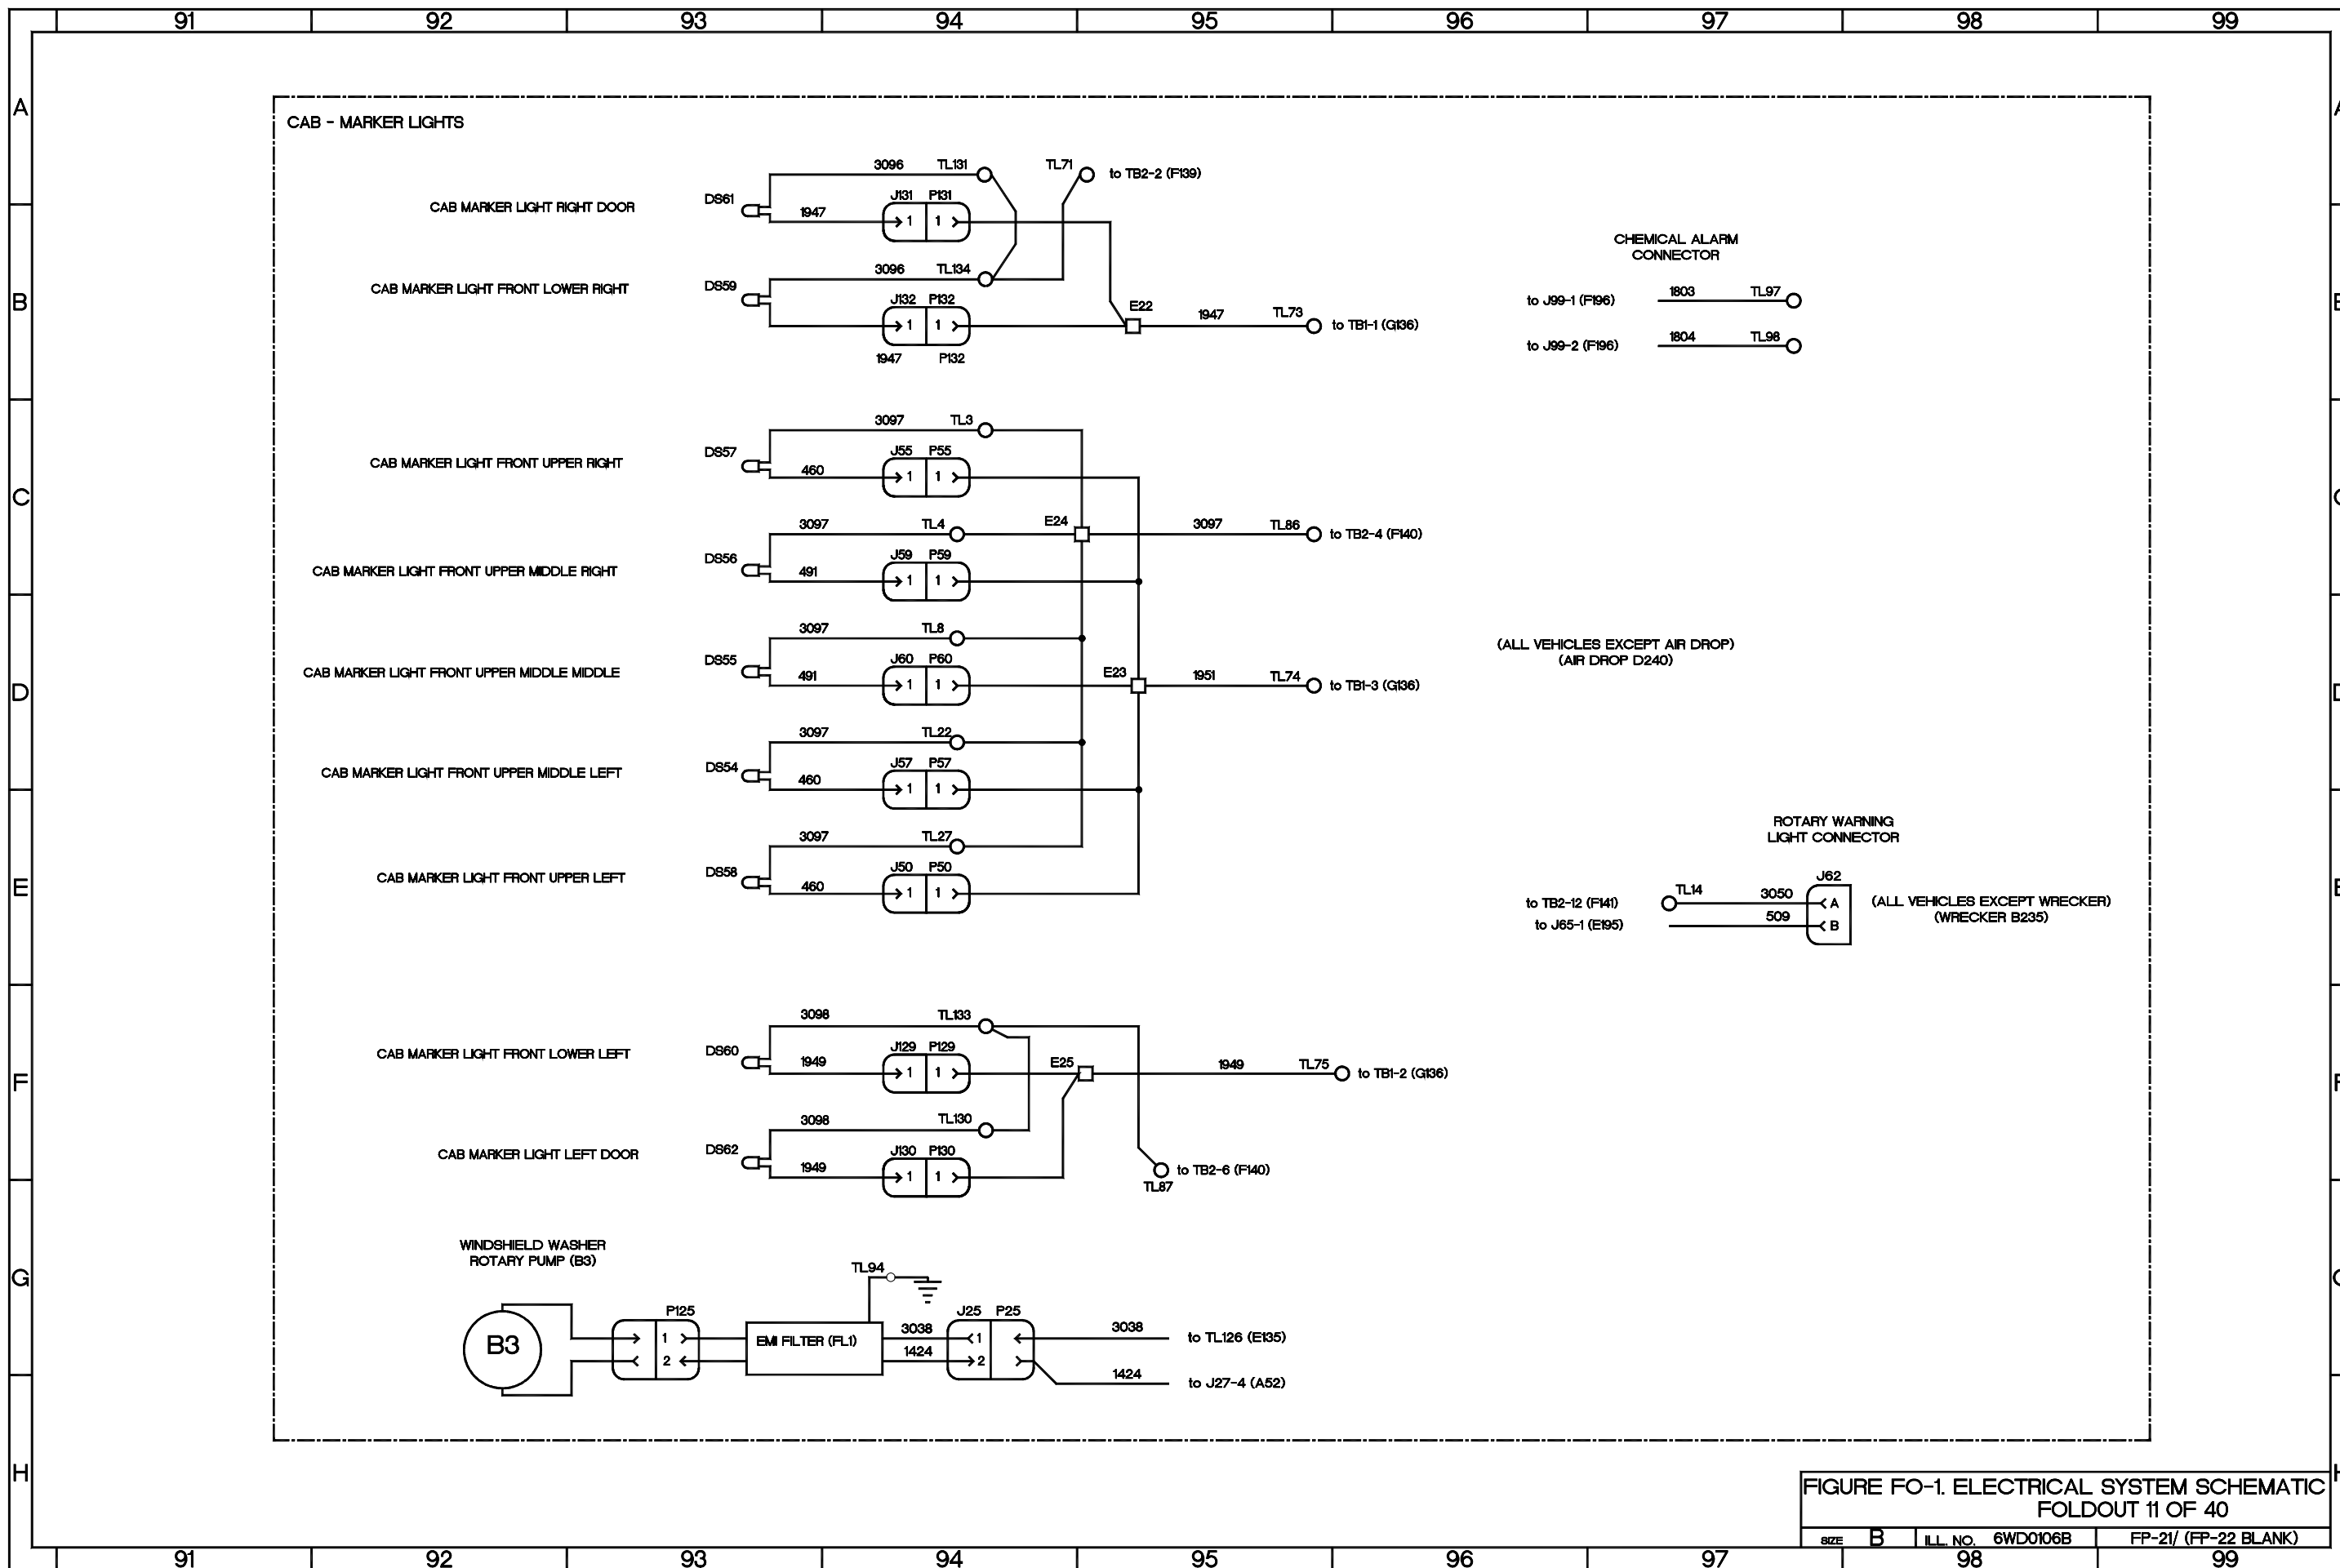 91 92 93 94 95 96 97 98 99
A
CAB - MARKER LIGHTS
3096 TL131 TL71 to TB2-2 (F139)
CAB MARKER LIGHT RIGHT DOOR DS61 J131 P131
1947 1 1
CHEMICAL ALARM
CONNECTOR
3096 TL134
CAB MARKER LIGHT FRONT LOWER RIGHT DS59 J132 P132
B
1 1 E22 1947 TL73 to TB1-1 (G136)
1947 P132
to J99-1 (F196) 1803 TL97
to J99-2 (F196) 1804 TL98
3097 TL3
CAB MARKER LIGHT FRONT UPPER RIGHT DS57 J55 P55
460 1 1
C
3097 TL4 E24 3097 TL86 to TB2-4 (F140)
CAB MARKER LIGHT FRONT UPPER MIDDLE RIGHT DS56 J59 P59
491 1 1
3097 TL8
CAB MARKER LIGHT FRONT UPPER MIDDLE MIDDLE DS55 J60 P60
491 1 1 E23 1951 TL74 to TB1-3 (G136)
(ALL VEHICLES EXCEPT AIR DROP)
(AIR DROP D240)
D
3097 TL22
CAB MARKER LIGHT FRONT UPPER MIDDLE LEFT DS54 J57 P57
460 1 1
3097 TL27
CAB MARKER LIGHT FRONT UPPER LEFT DS58 J50 P50
460 1 1
E
ROTARY WARNING
LIGHT CONNECTOR
J62
to TB2-12 (F141) TL14 3050 A
to J65-1 (E195) 509 B
(ALL VEHICLES EXCEPT WRECKER)
(WRECKER B235)
3098 TL133
CAB MARKER LIGHT FRONT LOWER LEFT DS60 J129 P129
1949 1 1 E25 1949 TL75 to TB1-2 (G136)
F
3098 TL130
CAB MARKER LIGHT LEFT DOOR DS62 J130 P130
1949 1 1
to TB2-6 (F140)
TL87
WINDSHIELD WASHER
ROTARY PUMP (B3)
G
TL94
B3
P125
1
2
EMI FILTER (FL1)
3038
1424
J25 P25
1
2
3038 to TL126 (E135)
1424 to J27-4 (A52)
H
FIGURE FO-1. ELECTRICAL SYSTEM SCHEMATIC
FOLDOUT 11 OF 40
SIZE B ILL. NO. 6WD0106B FP-21/ (FP-22 BLANK)
91 92 93 94 95 96 97 98 99